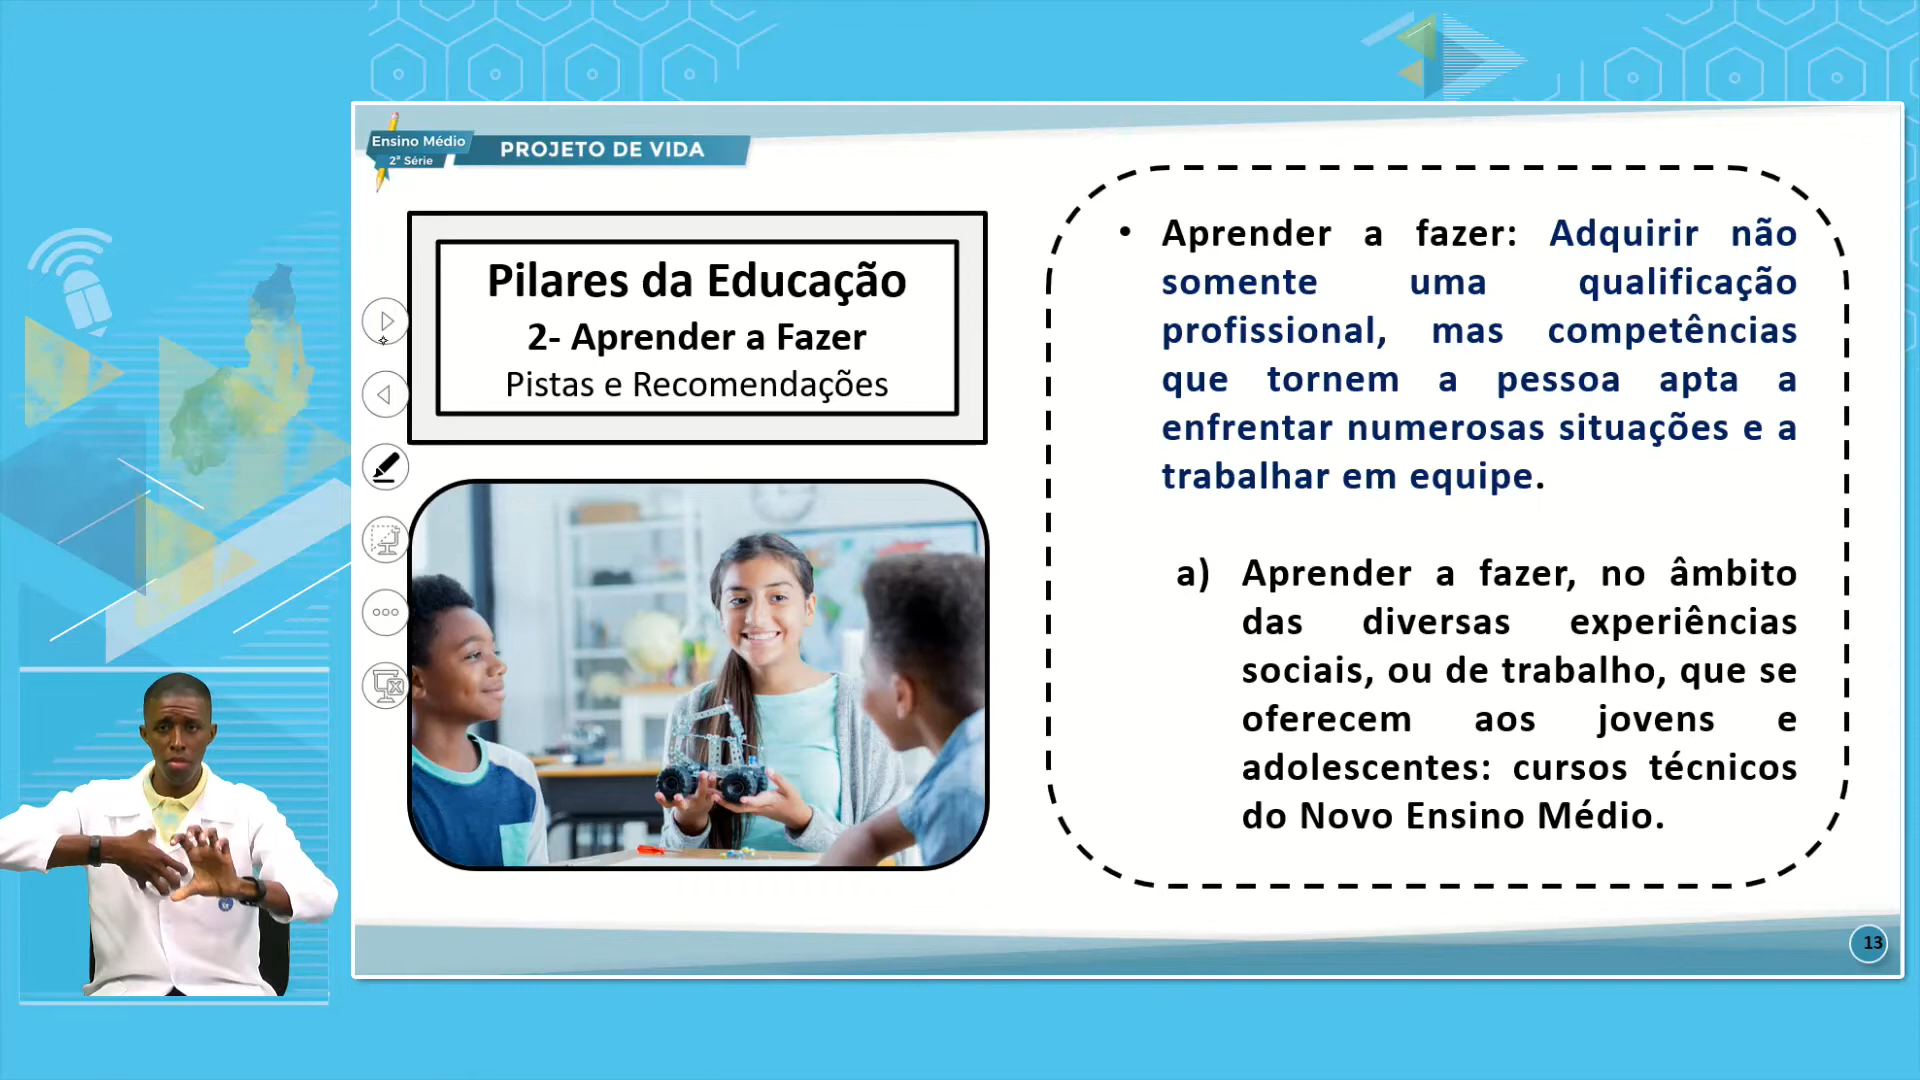 Ensino Médio
2ª Série
PROJETO DE VIDA
Pilares da Educação
2- Aprender a Fazer
Pistas e Recomendações
• Aprender a fazer: Adquirir não
somente uma qualificação
profissional, mas competências
que tornem a pessoa apta a
enfrentar numerosas situações e a
trabalhar em equipe.
a) Aprender a fazer, no âmbito
das diversas experiências
sociais, ou de trabalho, que se
oferecem aos jovens e
adolescentes: cursos técnicos
do Novo Ensino Médio.
13